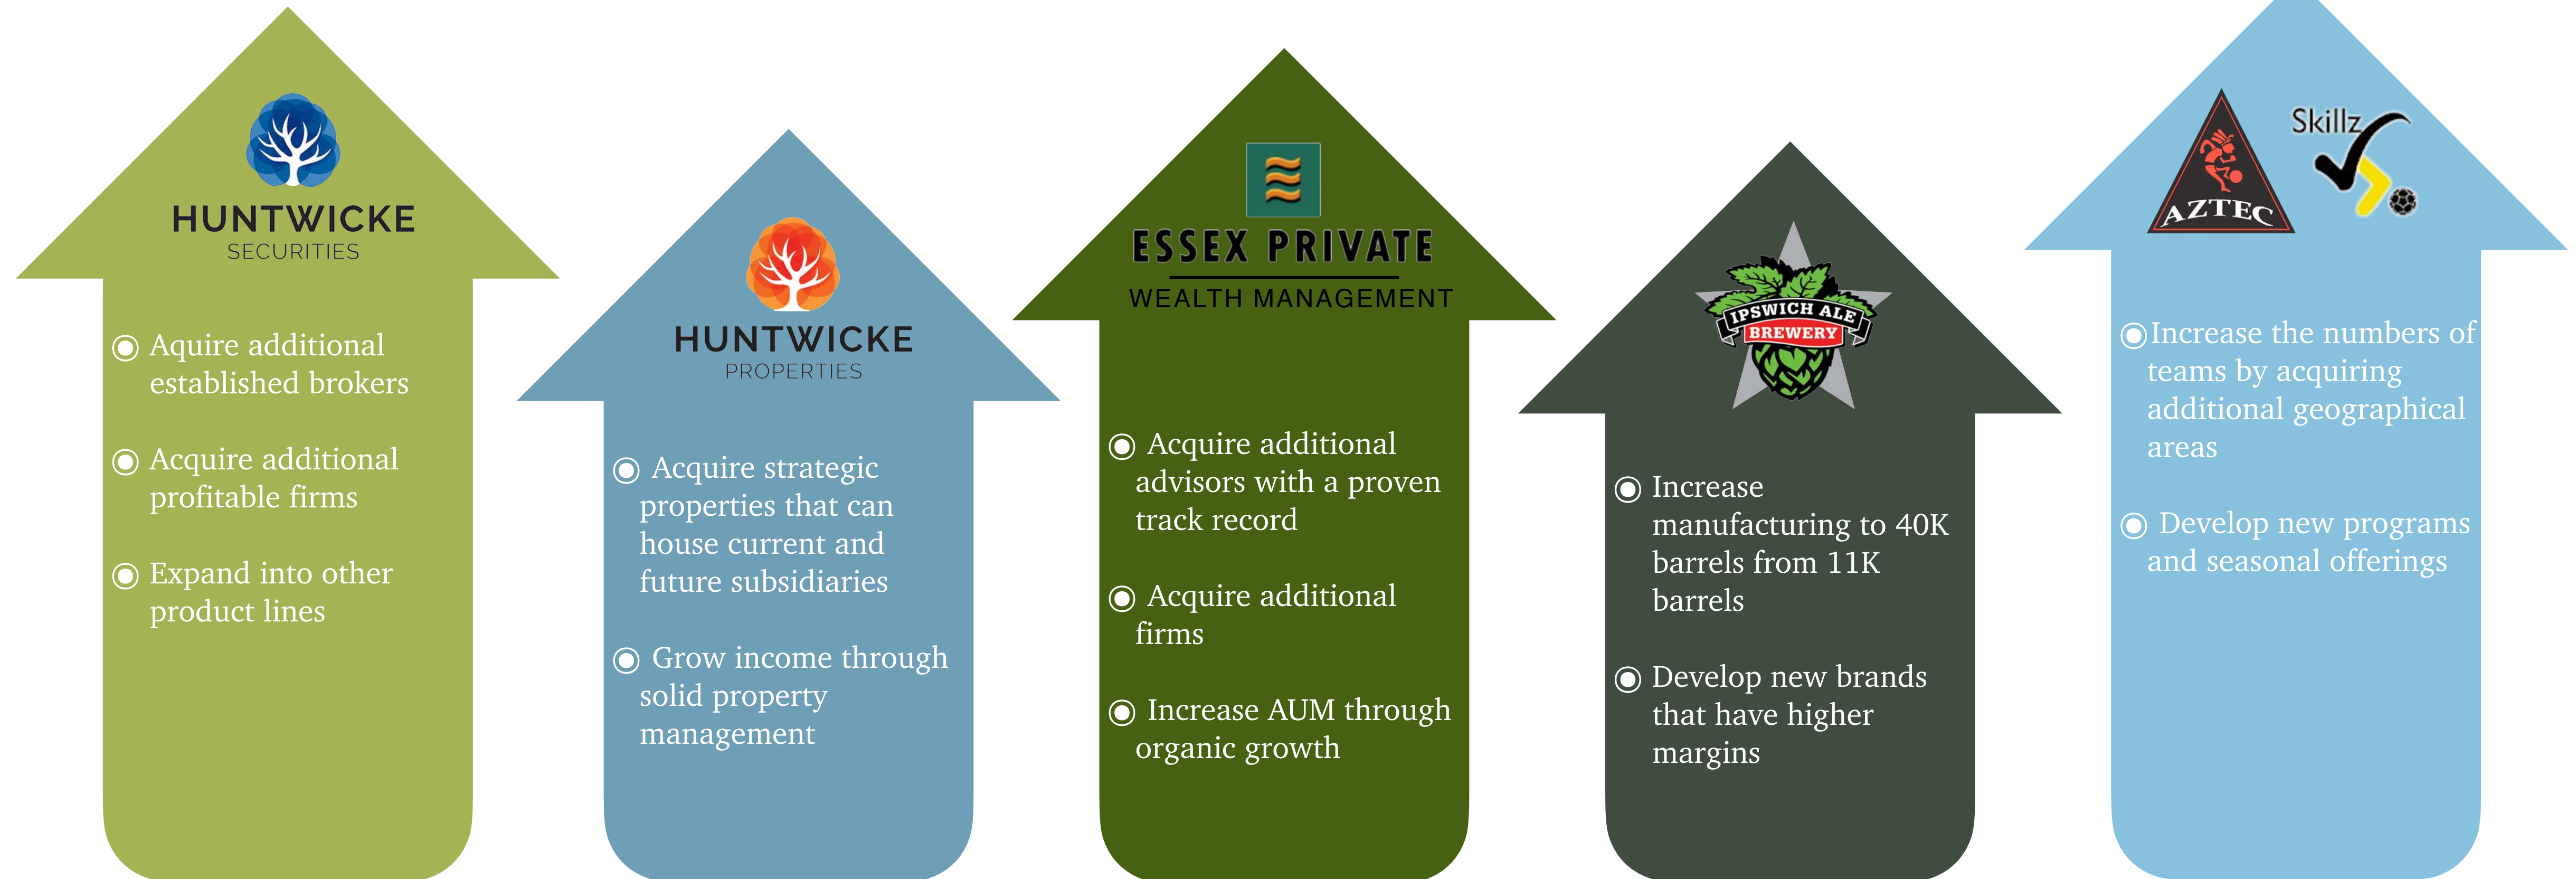 HUNTWICKE
SECURITIES
Aquire additional
established brokers
Acquire additional
profitable firms
Expand into other
product lines
HUNTWICKE
PROPERTIES
Acquire strategic
properties that can
house current and
future subsidiaries
Grow income through
solid property
management
ESSEX PRIVATE
WEALTH MANAGEMENT
Acquire additional
advisors with a proven
track record
Acquire additional
firms
Increase AUM through
organic growth
IPSWICH ALE
BREWERY
Increase
manufacturing to 40K
barrels from 11K
barrels
Develop new brands
that have higher
margins
AZTEC
Skillz
Increase the numbers of
teams by acquiring
additional geographical
areas
Develop new programs
and seasonal offerings